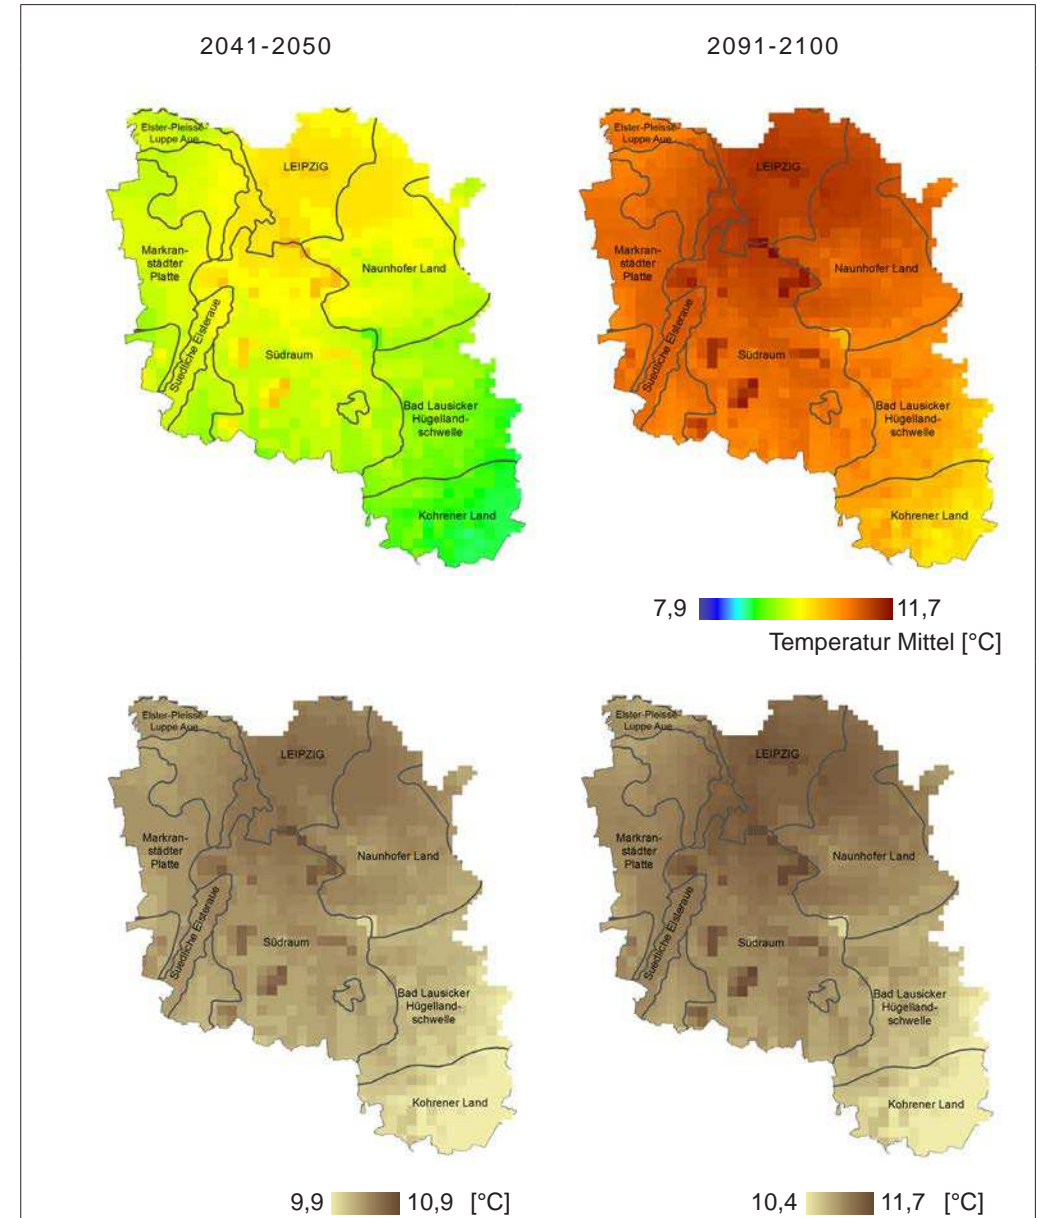 2041-2050
2091-2100
Elster-Pleisse-
Luppe Aue
LEIPZIG
Markran-
städter
Platte
Naunhofer Land
Suedliche Elsteraue
Südraum
Bad Lausicker
Hügelland-
schwelle
Kohrener Land
Elster-Pleisse-
Luppe Aue
LEIPZIG
Markran-
städter
Platte
Naunhofer Land
Suedliche Elsteraue
Südraum
Bad Lausicker
Hügelland-
schwelle
Kohrener Land
7,9 11,7
Temperatur Mittel [°C]
Elster-Pleisse-
Luppe Aue
LEIPZIG
Markran-
städter
Platte
Naunhofer Land
Suedliche Elsteraue
Südraum
Bad Lausicker
Hügelland-
schwelle
Kohrener Land
Elster-Pleisse-
Luppe Aue
LEIPZIG
Markran-
städter
Platte
Naunhofer Land
Suedliche Elsteraue
Südraum
Bad Lausicker
Hügelland-
schwelle
Kohrener Land
9,9 10,9 [°C]
10,4 11,7 [°C]